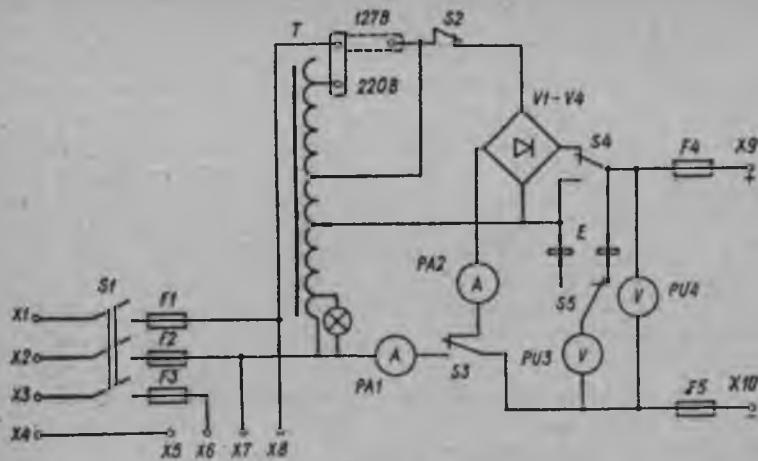 127В
S2
T
220В
V1-V4
S4
F4
X9
+
E
PA2
A
S5
V
PU4
S1
F1
X1
F2
X2
PU3
V
A
PA1
S3
F3
X3
F5
X10
-
X4
X5
X6
X7
X8